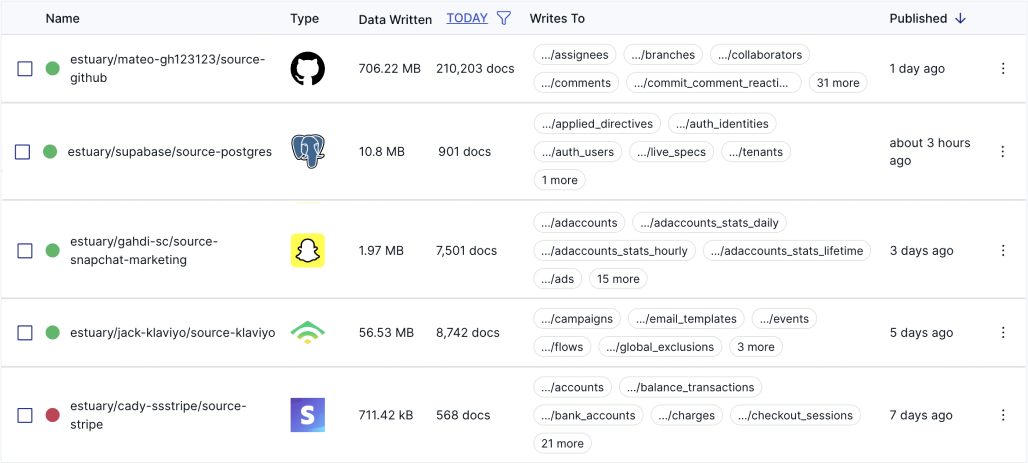 Name Type Data Written TODAY Writes To Published
estuary/mateo-gh123123/source-
github
706.22 MB 210,203 docs
.../assignees .../branches .../collaborators
.../comments .../commit_comment_reacti... 31 more
1 day ago
estuary/supabase/source-postgres
10.8 MB 901 docs
.../applied_directives .../auth_identities
.../auth_users .../live_specs .../tenants
1 more
about 3 hours
ago
estuary/gahdi-sc/source-
snapchat-marketing
1.97 MB 7,501 docs
.../adaccounts .../adaccounts_stats_daily
.../adaccounts_stats_hourly .../adaccounts_stats_lifetime
.../ads 15 more
3 days ago
estuary/jack-klaviyo/source-klaviyo
56.53 MB 8,742 docs
.../campaigns .../email_templates .../events
.../flows .../global_exclusions 3 more
5 days ago
estuary/cady-ssstripe/source-
stripe
S
711.42 kB 568 docs
.../accounts .../balance_transactions
.../bank_accounts .../charges .../checkout_sessions
21 more
7 days ago